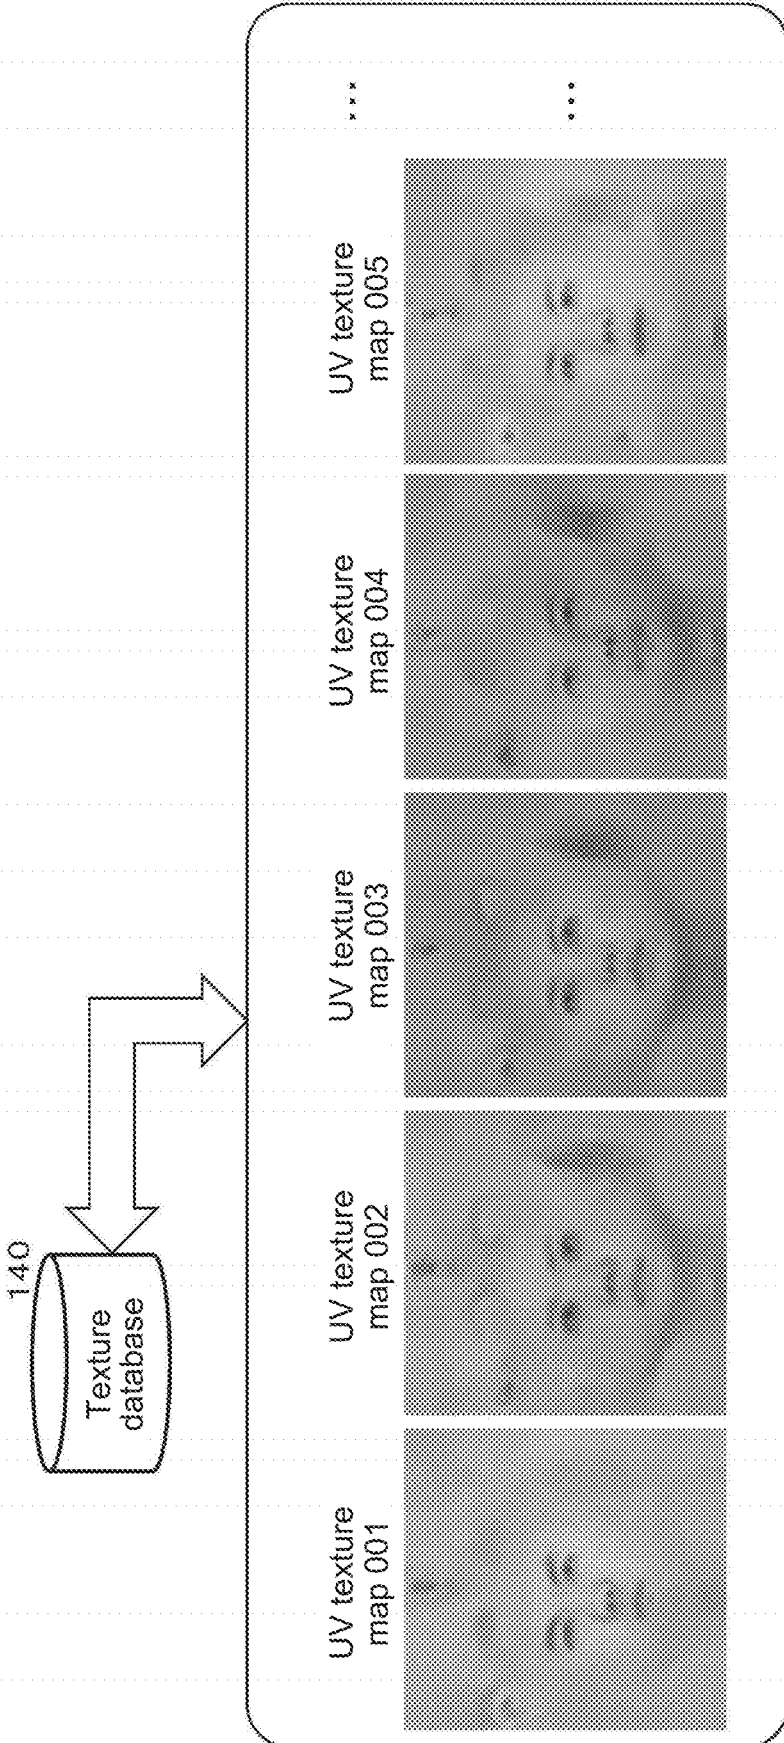 140
Texture
database
UV texture
map 001
UV texture
map 002
UV texture
map 003
UV texture
map 004
UV texture
map 005
...
...